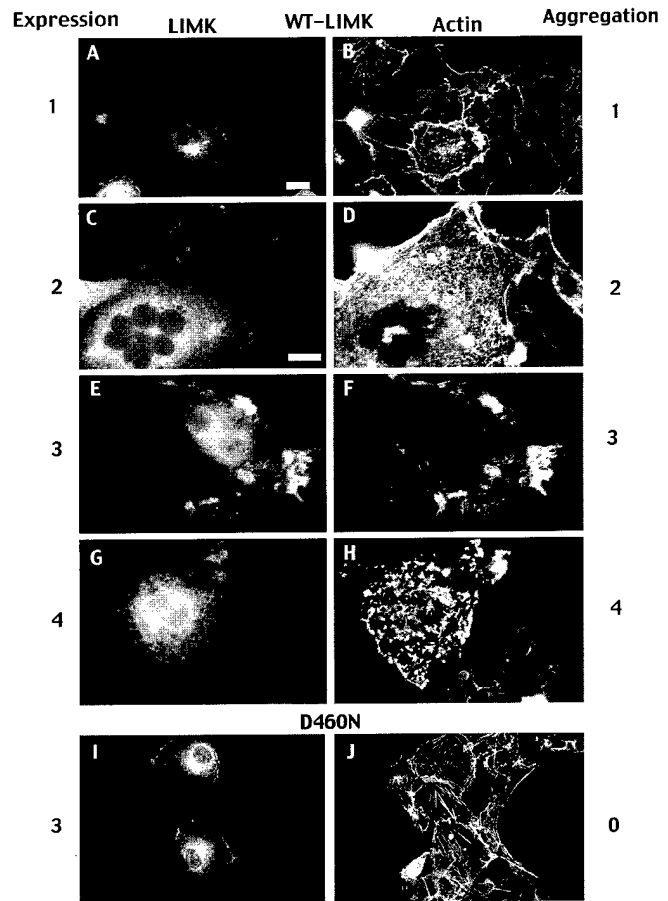 Expression LIMK WT-LIMK Actin Aggregation
A B
1 1
C D
2 2
E F
3 3
G H
4 4
D460N
I J
3 0